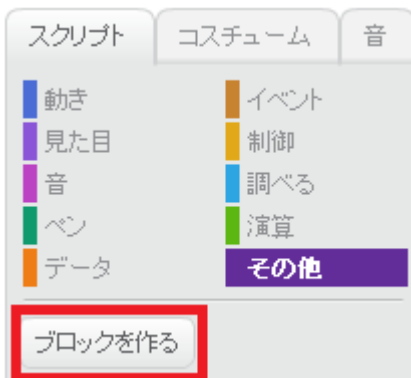 スクリプト コスチューム 音
動き イベント
見た目 制御
音 調べる
ペン 演算
データ その他
ブロックを作る